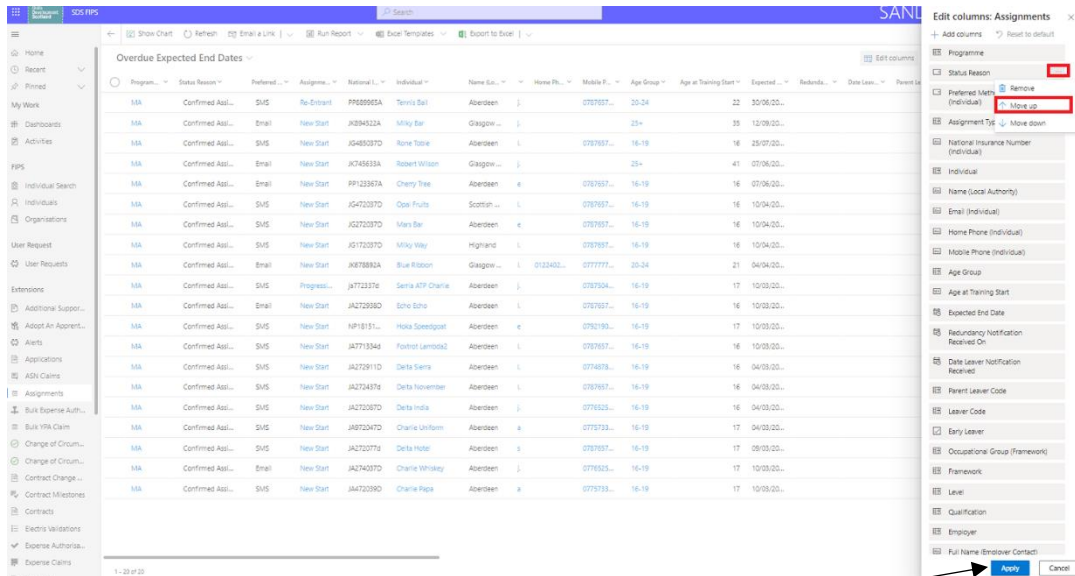 Skills Development Scotland SDS FIPS Search SAND
Show Chart Refresh Email a Link Run Report Excel Templates Export to Excel
Overdue Expected End Dates Edit columns
Home
Recent
Pinned
My Work
Dashboards
Activities
FIPS
Individual Search
Individuals
Organisations
User Request
User Requests
Extensions
Additional Suppor...
Adopt An Apprent...
Alerts
Applications
ASN Claims
Assignments
Bulk Expense Auth...
Bulk YPA Claim
Change of Circum...
Change of Circum...
Contract Change ...
Contract Milestones
Contracts
Electric Validations
Expense Authorisa...
Expense Claims
Program... Status Reason Preferred... Assignme... National I... Individual Name (Lo... Home Ph... Mobile P... Age Group Age at Training Start Expected ... Redunda... Date Leav... Parent Le
MA Confirmed Assi... SMS Re-Entrant PP689965A Tennis Ball Aberdeen 0787657... 20-24 22 30/06/20...
MA Confirmed Assi... Email New Start JK894522A Milky Bar Glasgow ... 25+ 35 12/09/20...
MA Confirmed Assi... SMS New Start JG485037D Rone Table Aberdeen 0787657... 16-19 16 25/07/20...
MA Confirmed Assi... Email New Start JK745633A Robert Wilson Glasgow ... 25+ 41 07/06/20...
MA Confirmed Assi... Email New Start PP123367A Cherry Tree Aberdeen e 0787657... 16-19 16 07/06/20...
MA Confirmed Assi... SMS New Start JG472037D Opal Fruits Scottish ... 0787657... 16-19 16 10/04/20...
MA Confirmed Assi... SMS New Start JG272037D Mars Bar Aberdeen e 0787657... 16-19 16 10/04/20...
MA Confirmed Assi... SMS New Start JG172037D Milky Way Highland 0787657... 16-19 16 10/04/20...
MA Confirmed Assi... Email New Start JK678892A Blue Ribbon Glasgow ... 0122402... 0777777... 20-24 21 04/04/20...
MA Confirmed Assi... SMS Progressi... ja772337d Sarria ATF Charlie Aberdeen 0787504... 16-19 17 10/03/20...
MA Confirmed Assi... Email New Start JA272938D Echo Echo Aberdeen 0787657... 16-19 16 10/03/20...
MA Confirmed Assi... SMS New Start NP18151... Hoka Speedgoat Aberdeen e 0792193... 16-19 17 10/03/20...
MA Confirmed Assi... SMS New Start JA771334d Foxtrot Lambda2 Aberdeen 0787657... 16-19 16 10/03/20...
MA Confirmed Assi... SMS New Start JA272911D Delta Sierra Aberdeen 0774678... 16-19 16 04/03/20...
MA Confirmed Assi... SMS New Start JA272437d Delta November Aberdeen 0787657... 16-19 16 04/03/20...
MA Confirmed Assi... SMS New Start JA272037D Delta India Aberdeen 0776525... 16-19 16 04/03/20...
MA Confirmed Assi... SMS New Start JA972047D Charlie Uniform Aberdeen a 0775733... 16-19 17 04/03/20...
MA Confirmed Assi... SMS New Start JA272077d Delta Hotel Aberdeen s 0787657... 16-19 17 09/03/20...
MA Confirmed Assi... Email New Start JA274037D Charlie Whiskey Aberdeen 0776525... 16-19 17 10/03/20...
MA Confirmed Assi... SMS New Start JA472039D Charlie Papa Aberdeen a 0775733... 16-19 17 10/03/20...
1 - 20 of 20
Edit columns: Assignments
Add columns Reset to default
Programme
Status Reason
Remove
Preferred Meth
(Individual)
Move up
Assignment Typ
Move down
National Insurance Number
(Individual)
Individual
Name (Local Authority)
Email (Individual)
Home Phone (Individual)
Mobile Phone (Individual)
Age Group
Age at Training Start
Expected End Date
Redundancy Notification
Received On
Date Leaver Notification
Received
Parent Leaver Code
Leaver Code
Early Leaver
Occupational Group (Framework)
Framework
Level
Qualification
Employer
Full Name (Employer Contact)
Apply Cancel